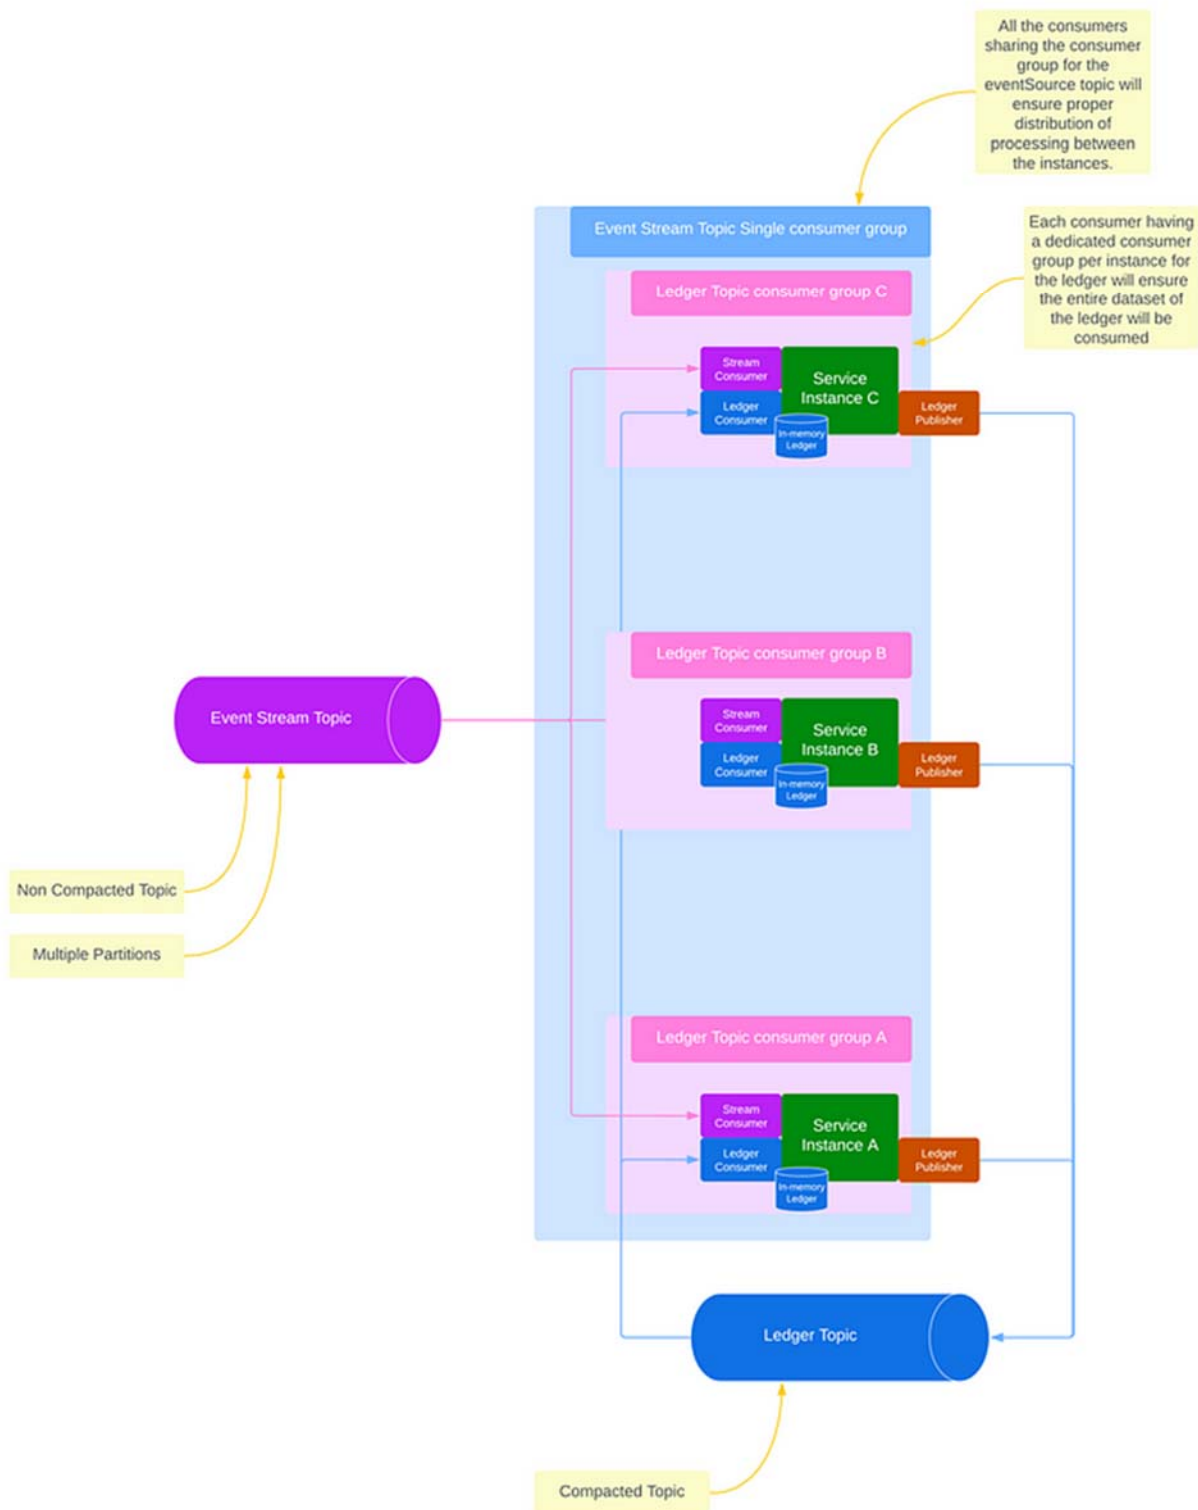 All the consumers
sharing the consumer
group for the
eventSource topic will
ensure proper
distribution of
processing between
the instances.
Event Stream Topic Single consumer group
Each consumer having
a dedicated consumer
group per instance for
the ledger will ensure
the entire dataset of
the ledger will be
consumed
Ledger Topic consumer group C
Stream
Consumer
Service
Instance C
Ledger
Consumer
In-memory
Ledger
Ledger
Publisher
Ledger Topic consumer group B
Event Stream Topic
Stream
Consumer
Service
Instance B
Ledger
Consumer
In-memory
Ledger
Ledger
Publisher
Non Compacted Topic
Multiple Partitions
Ledger Topic consumer group A
Stream
Consumer
Service
Instance A
Ledger
Consumer
In-memory
Ledger
Ledger
Publisher
Ledger Topic
Compacted Topic